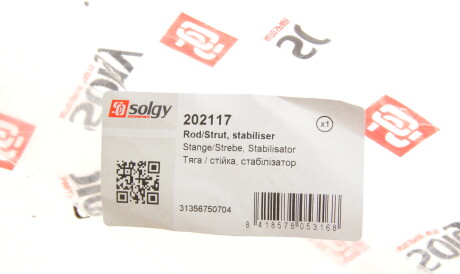 solgy
202117
x1
Rod/Strut, stabiliser
Stange/Strebe, Stabilisator
Тяга / стійка, стабілізатор
31356750704
8 418578 053168